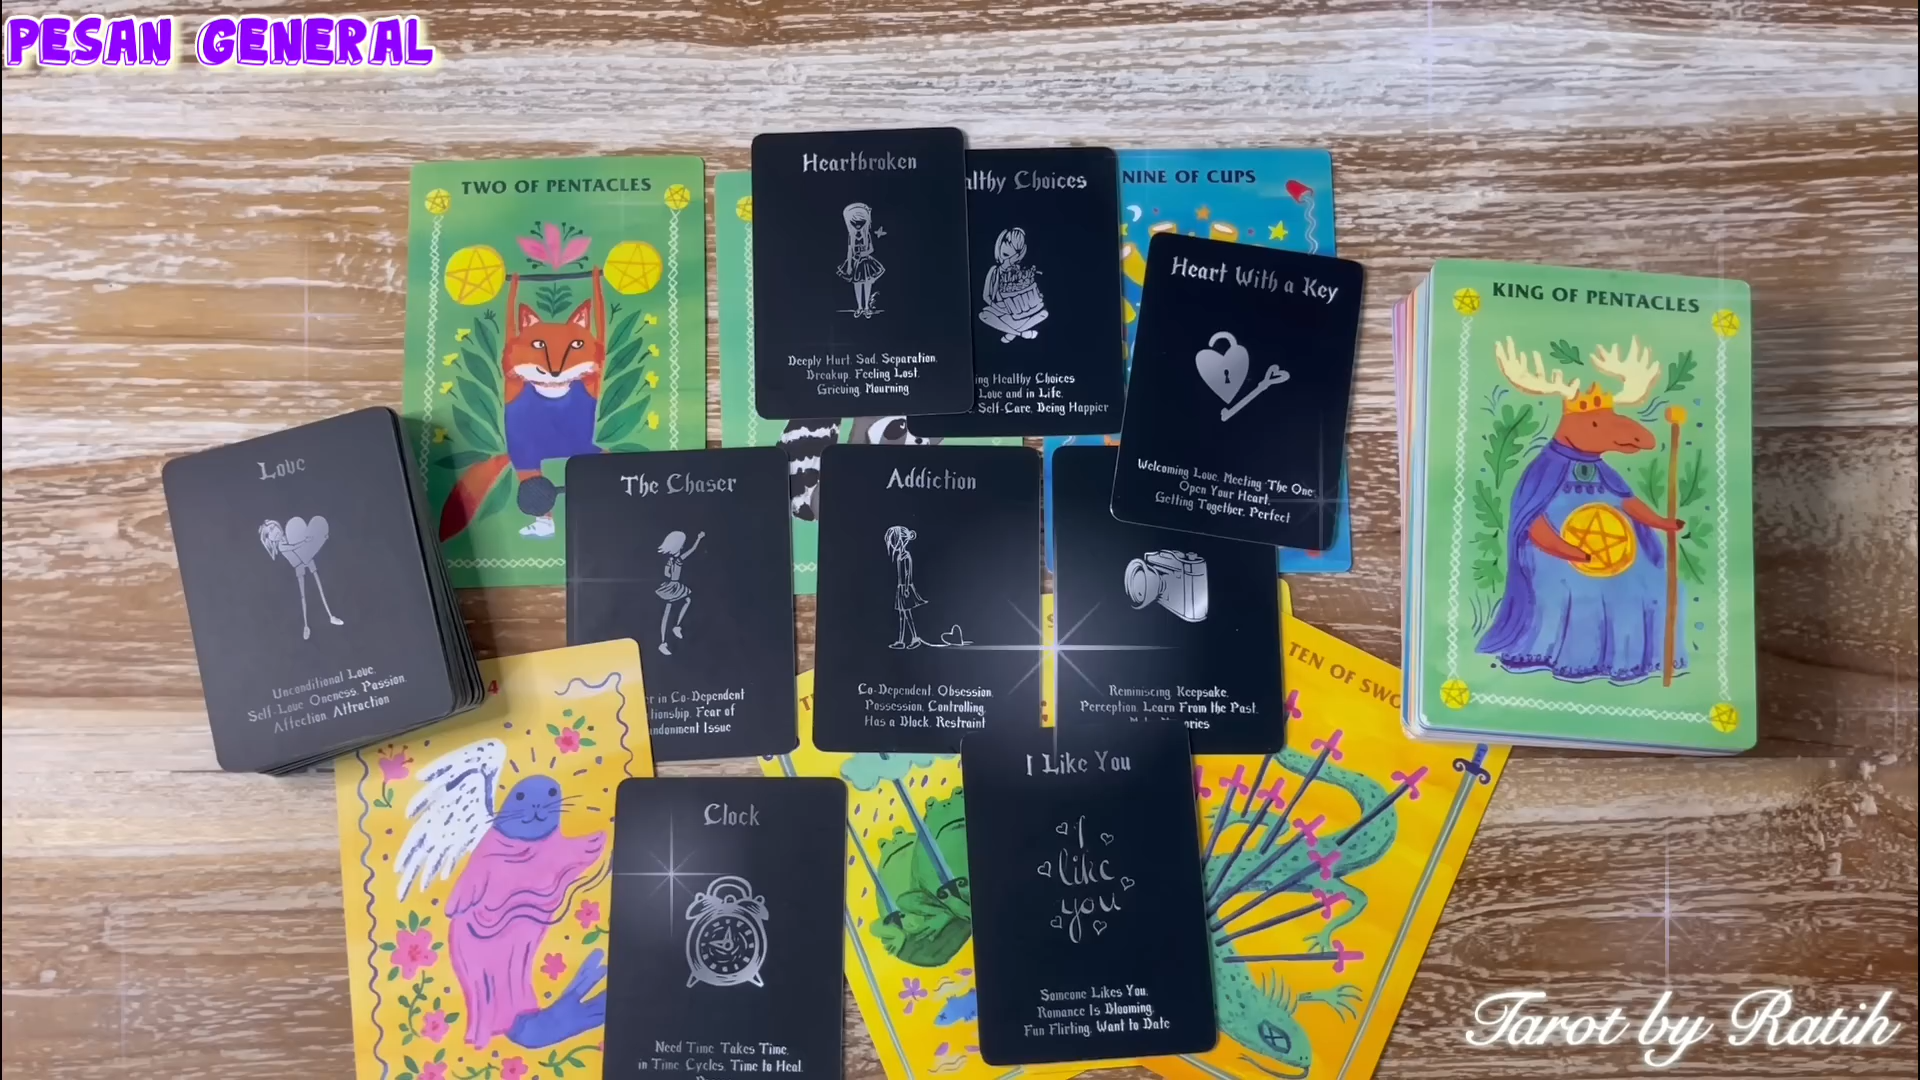 PESAN GENERAL
TWO OF PENTACLES
Heartbroken
Deeply Hurt. Sad. Separation.
Breakup. Feeling Lost.
Grieving. Mourning
Choices
Healthy Choices
Love and in Life.
Self-Care, Being Happier
NINE OF CUPS
Heart With a Key
Welcoming Love. Meeting The One
Open Your Heart.
Getting Together. Perfect
KING OF PENTACLES
Love
Unconditional Love.
Self-Love Oneness. Passion.
Affection Attraction
The Chaser
in Co-Dependent
Fear of
Issue
Addiction
Co-Dependent. Obsession.
Possession. Controlling.
Has a Block. Restraint
Reminiscing. Keepsake.
Perception. Learn From the Past.
TEN OF
4
Clock
Need Time Takes Time.
in Time. Cycles. Time to Heal.
I Like You
I
like
you
Someone Likes You.
Romance Is Blooming.
Fun Flirting. Want to Date
Tarot by Ratih